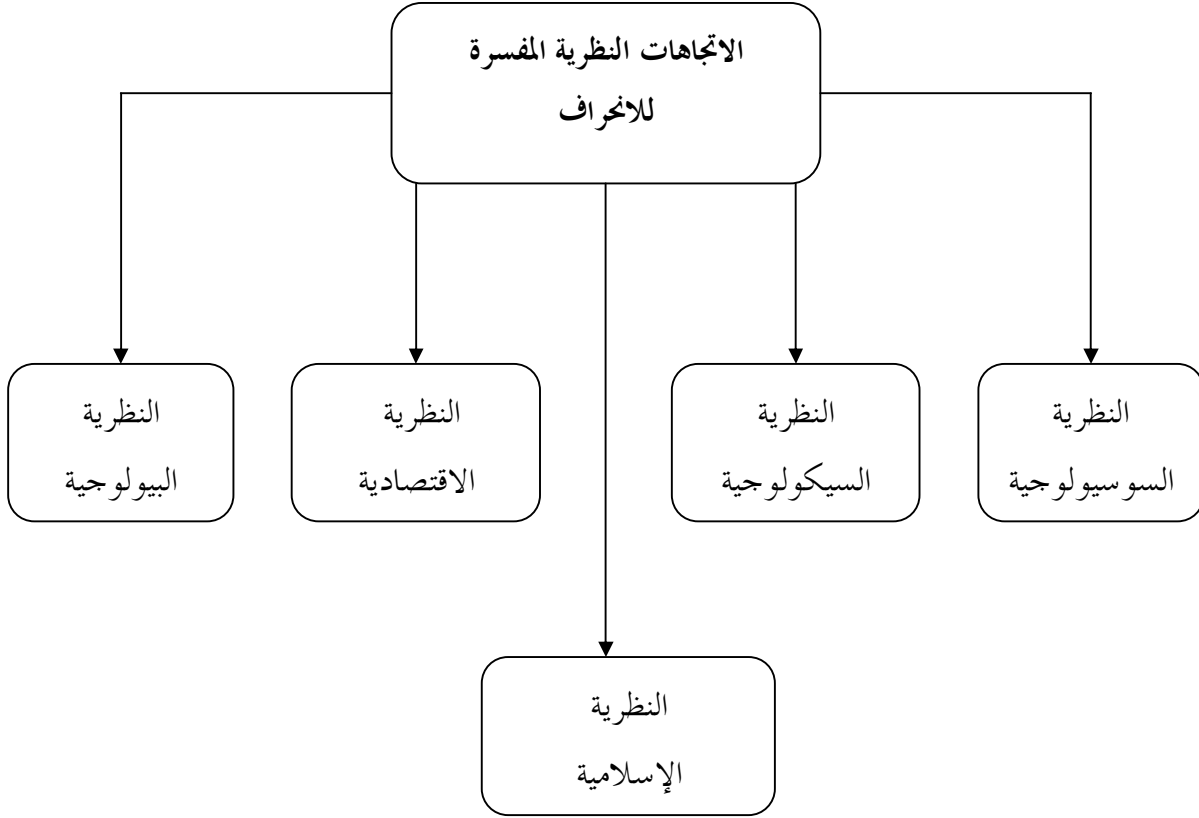 الاتجاهات النظرية المفسرة
للانحراف
النظرية
السوسيولوجية
النظرية
السيكولوجية
النظرية
الاقتصادية
النظرية
البيولوجية
النظرية
الإسلامية